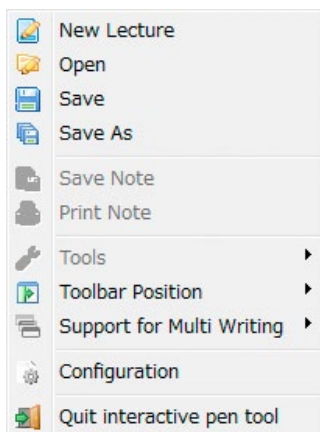 New Lecture
Open
Save
Save As
Save Note
Print Note
Tools
Toolbar Position
Support for Multi Writing
Configuration
Quit interactive pen tool